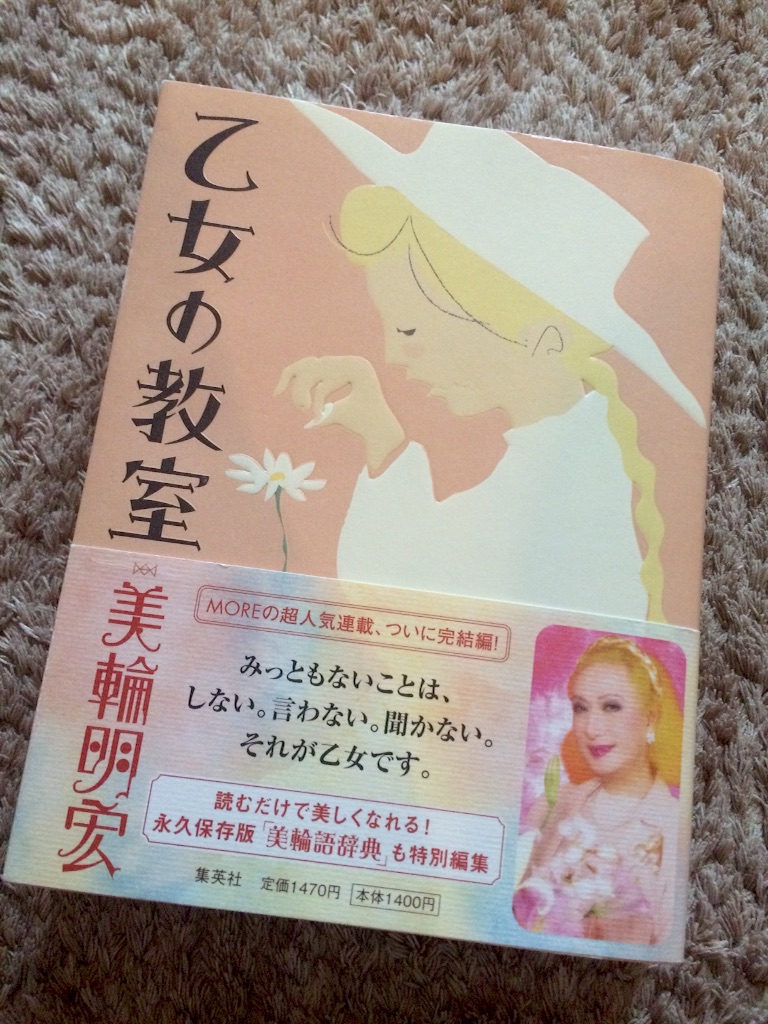 乙女の教室
美輪明宏
MOREの超人気連載、ついに完結編!
みっともないことは、
しない。言わない。聞かない。
それが乙女です。
読むだけで美しくなれる!
永久保存版「美輪語辞典」も特別編集
集英社 定価1470円 本体1400円